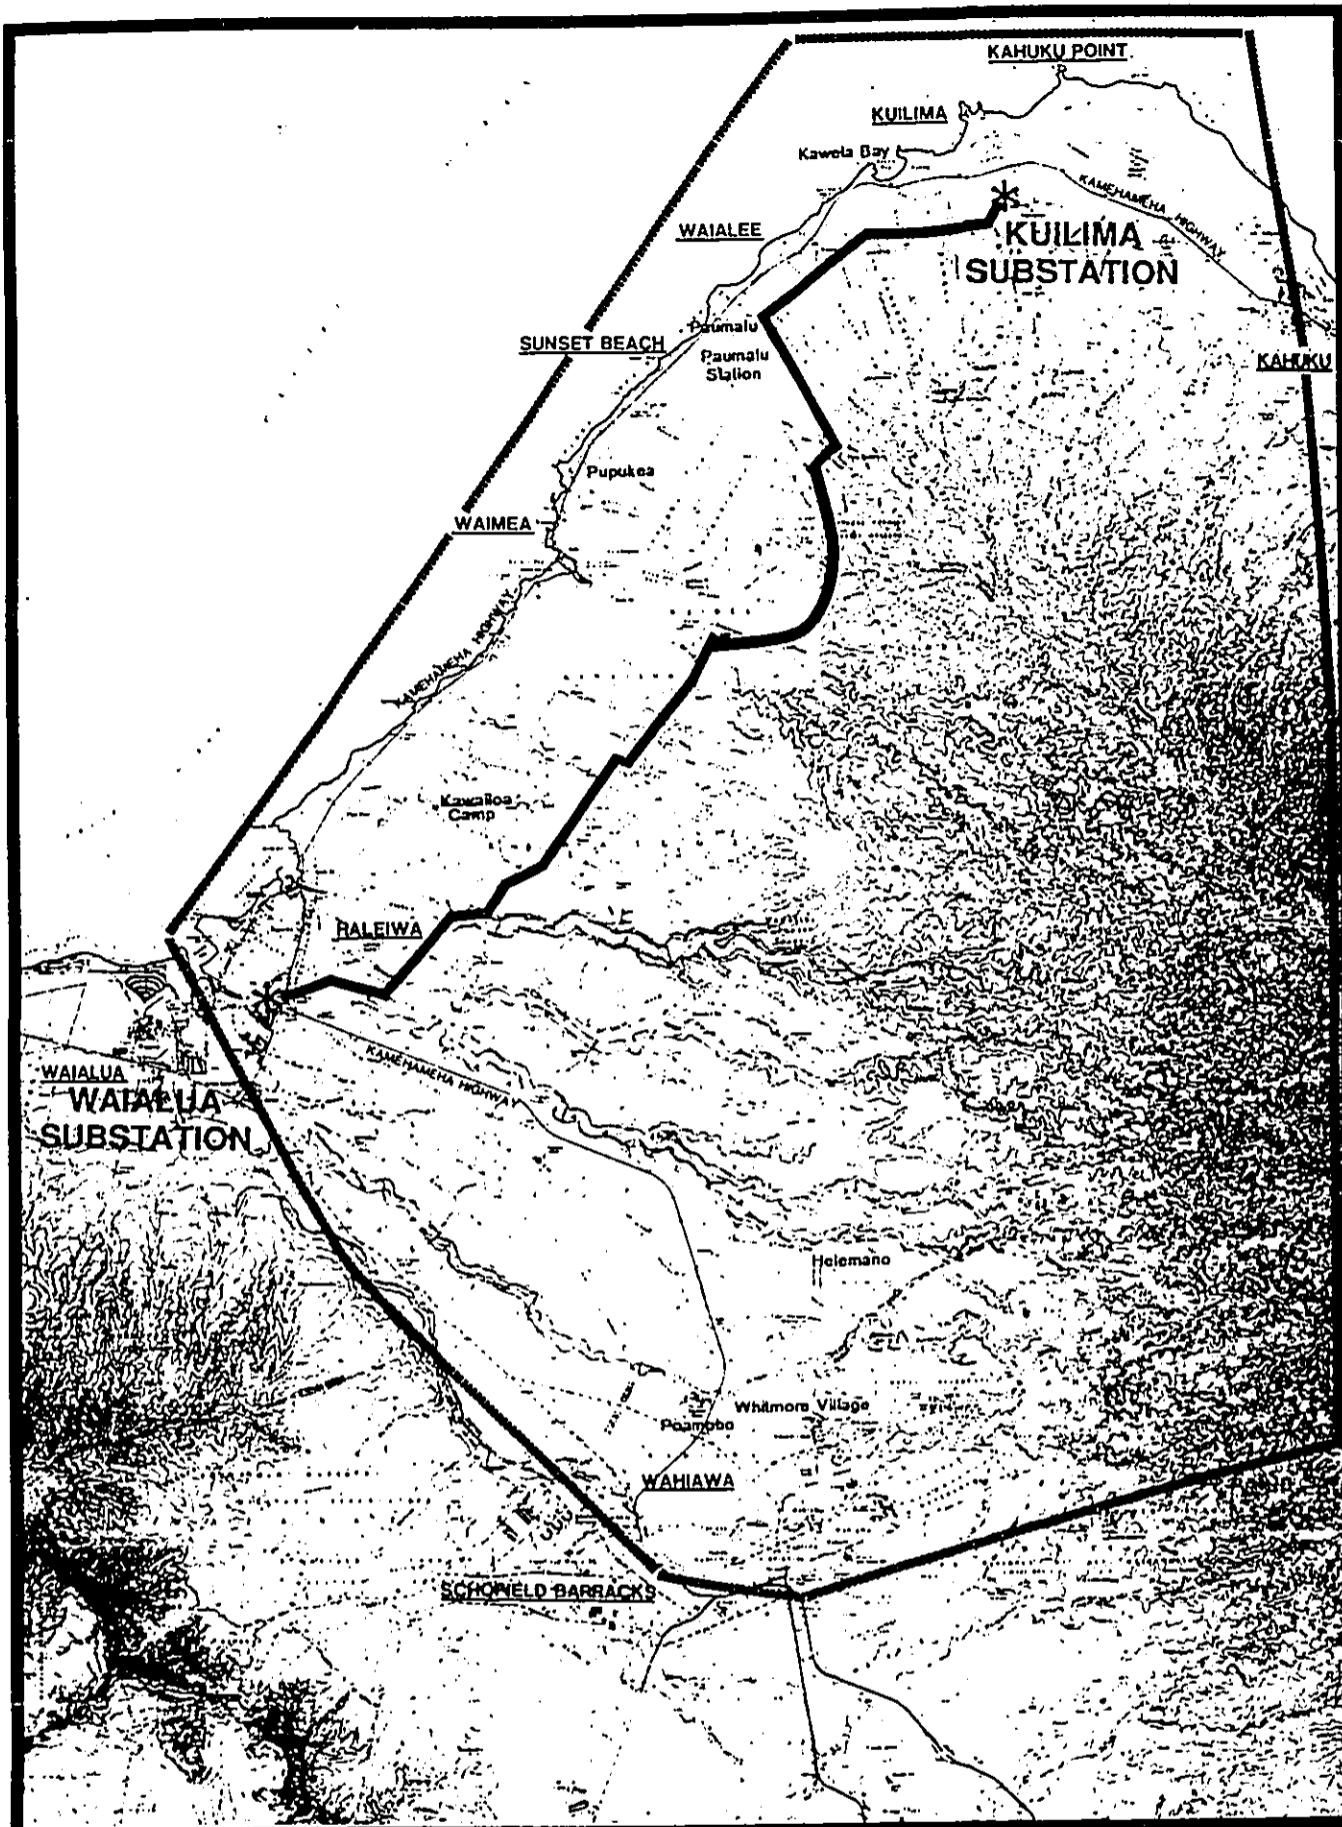 KAHUKU POINT
KUILIMA
Kawela Bay
KAMEHAMEHA HIGHWAY
WAIALEE
KUILIMA
SUBSTATION
Paumalu
SUNSET BEACH
Paumalu
Station
KAHUKU
Pupukea
WAIMEA
KAMEHAMEHA HIGHWAY
Kawailoa
Camp
RALEIWA
WAIALUA
KAMEHAMEHA HIGHWAY
WAIALUA
SUBSTATION
Helemano
Whitmore Village
Poamoho
WAHIAWA
SCHOFIELD BARRACKS